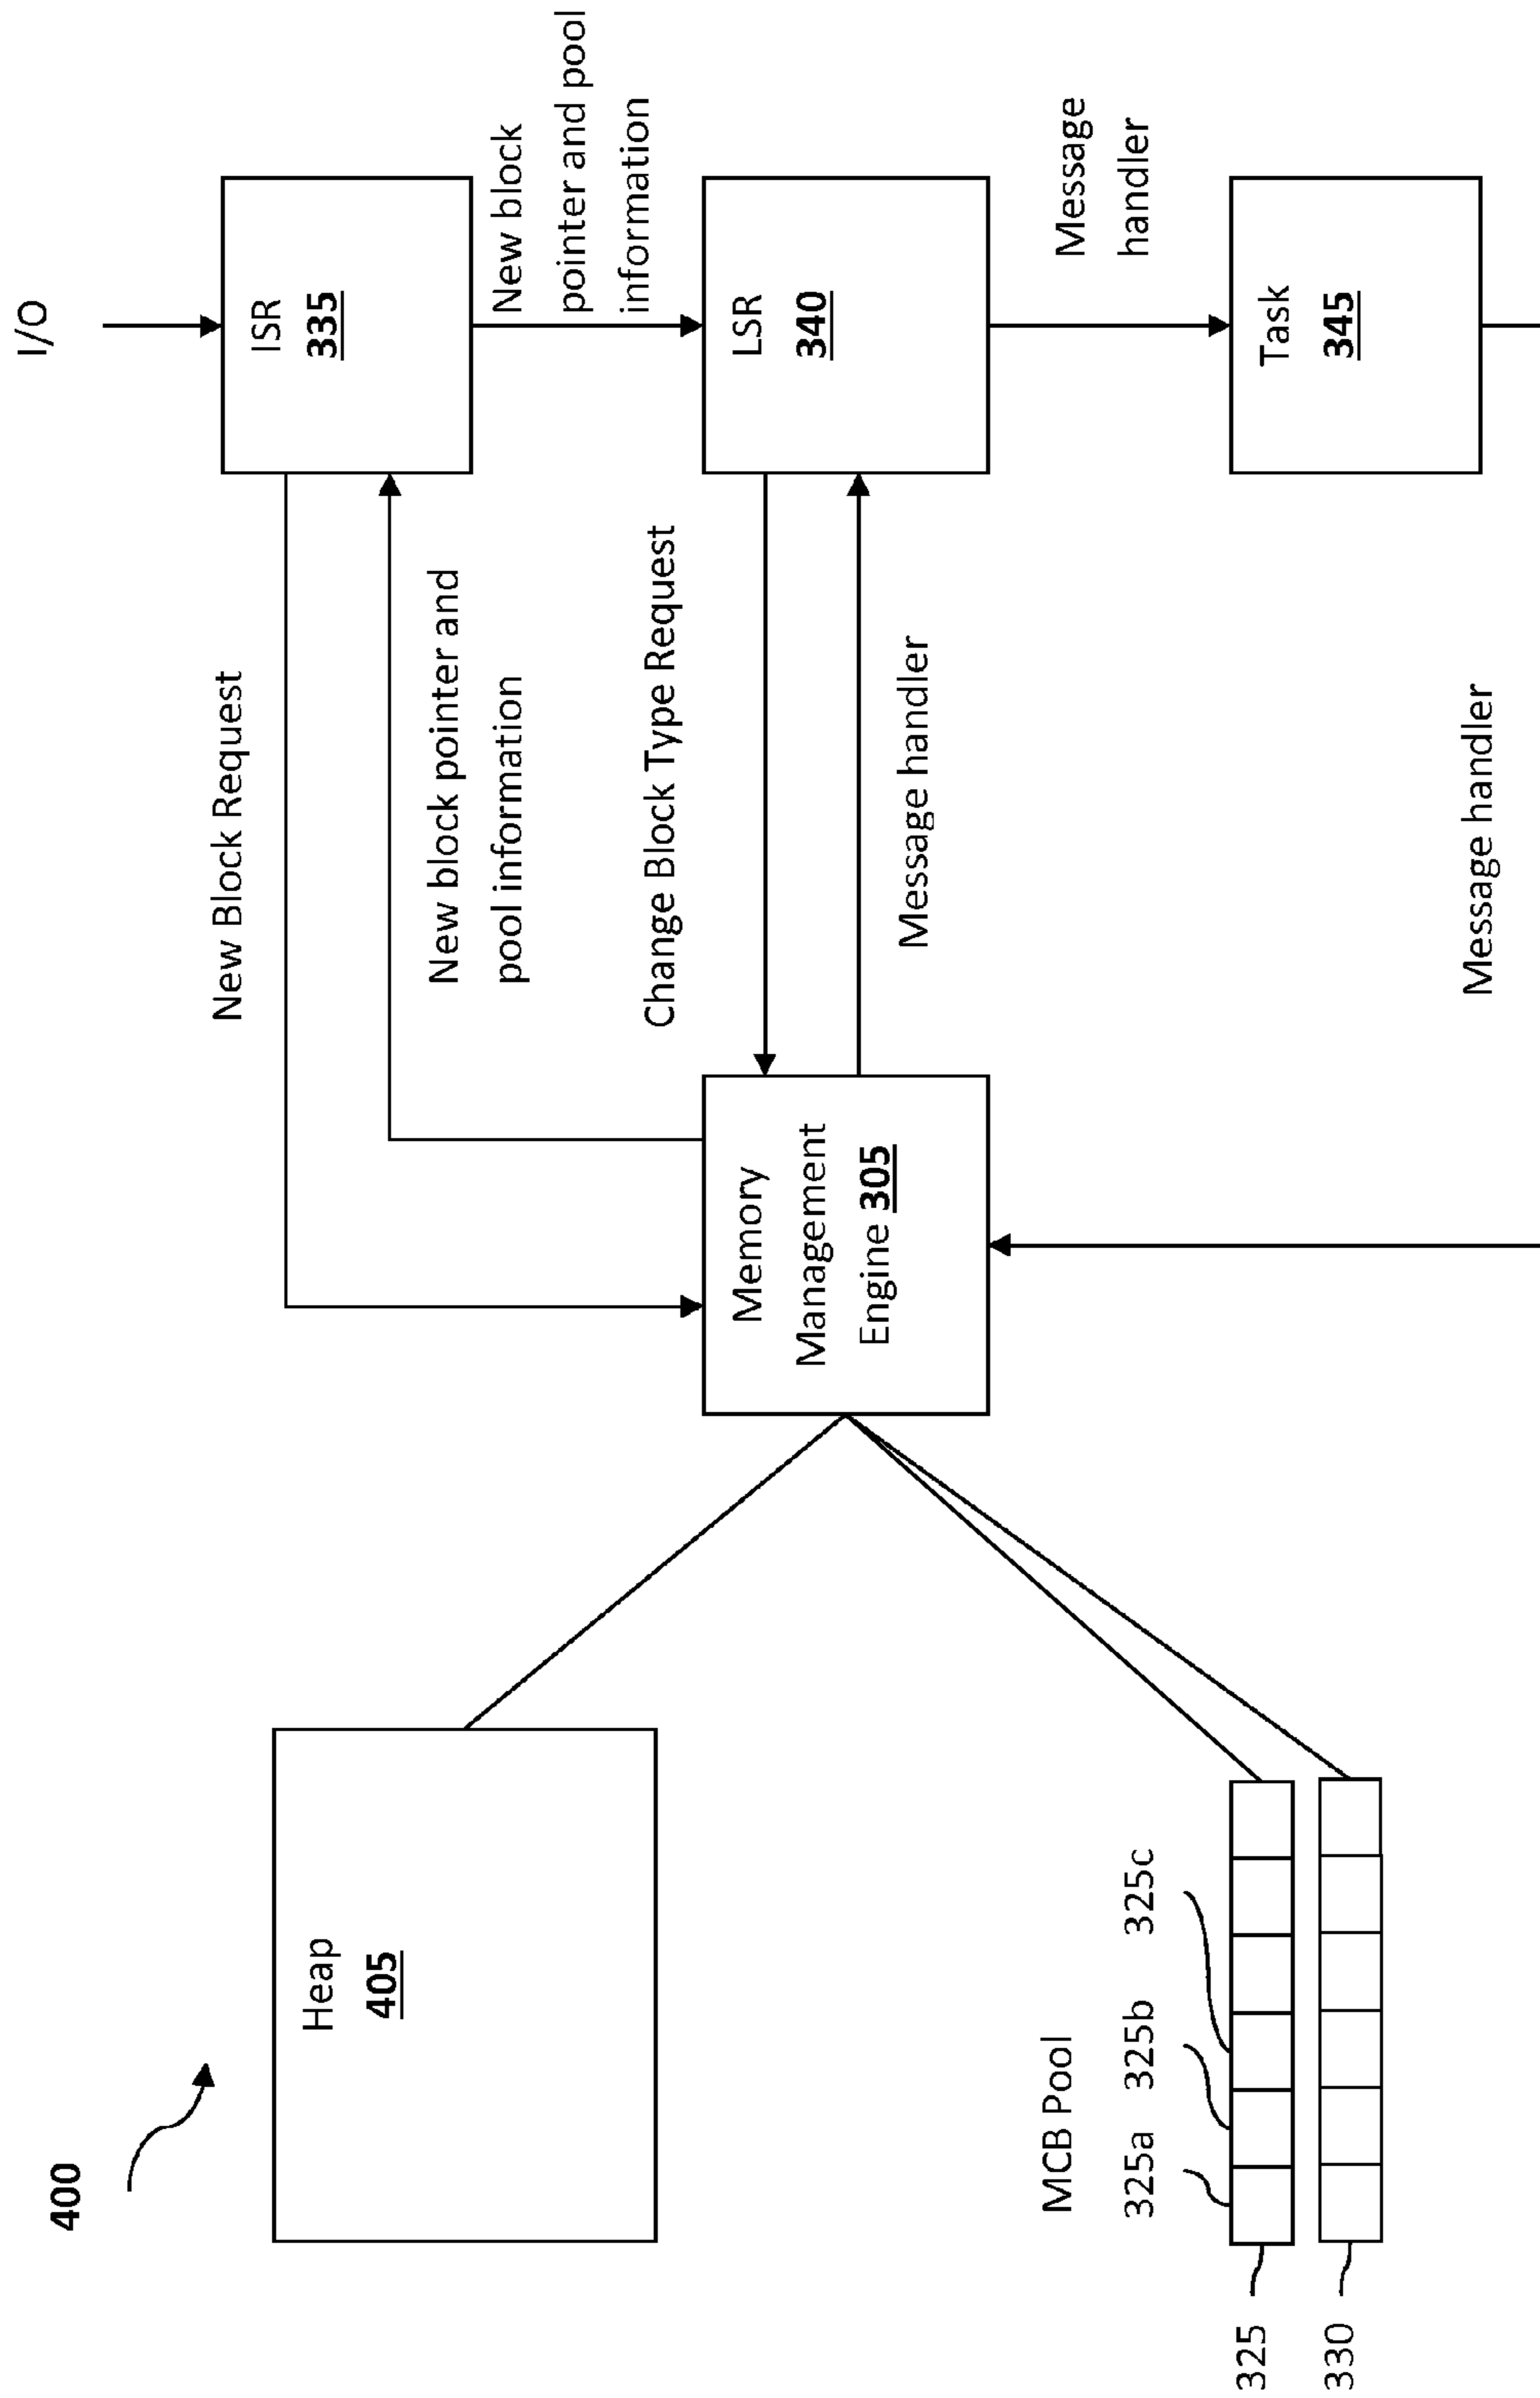 400
Heap
405
MCB Pool
325a 325b 325c
325
330
Memory
Management
Engine 305
New Block Request
New block pointer and
pool information
Change Block Type Request
Message handler
Message handler
I/O
ISR
335
New block
pointer and pool
information
LSR
340
Message
handler
Task
345